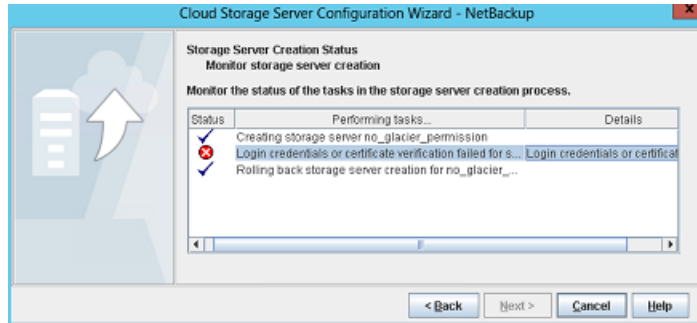 Cloud Storage Server Configuration Wizard - NetBackup
x
Storage Server Creation Status
Monitor storage server creation
Monitor the status of the tasks in the storage server creation process.
Status Performing tasks... Details
Creating storage server no_glacier_permission
Login credentials or certificate verification failed for s... Login credentials or certificat
Rolling back storage server creation for no_glacier_...
< Back Next > Cancel Help